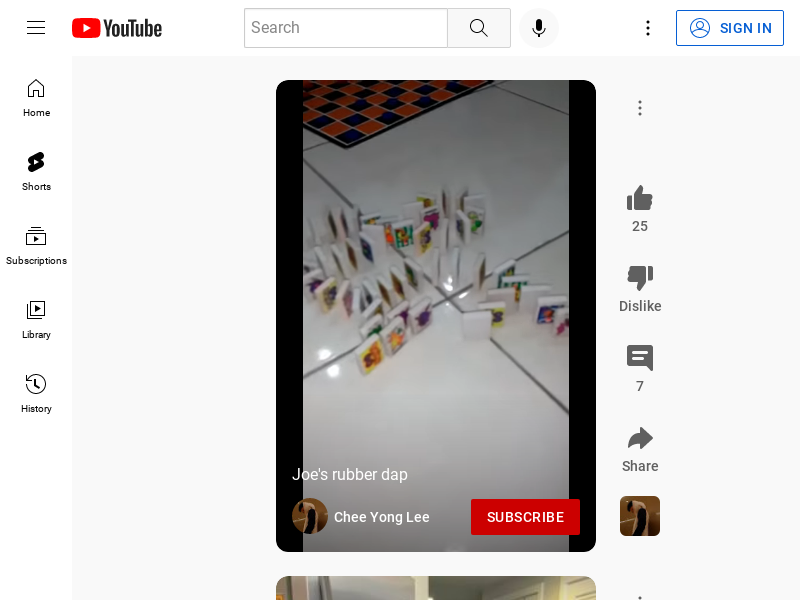 YouTube
Search
SIGN IN
Home
Shorts
Subscriptions
Library
History
25
Dislike
7
Share
Joe's rubber dap
Chee Yong Lee
SUBSCRIBE